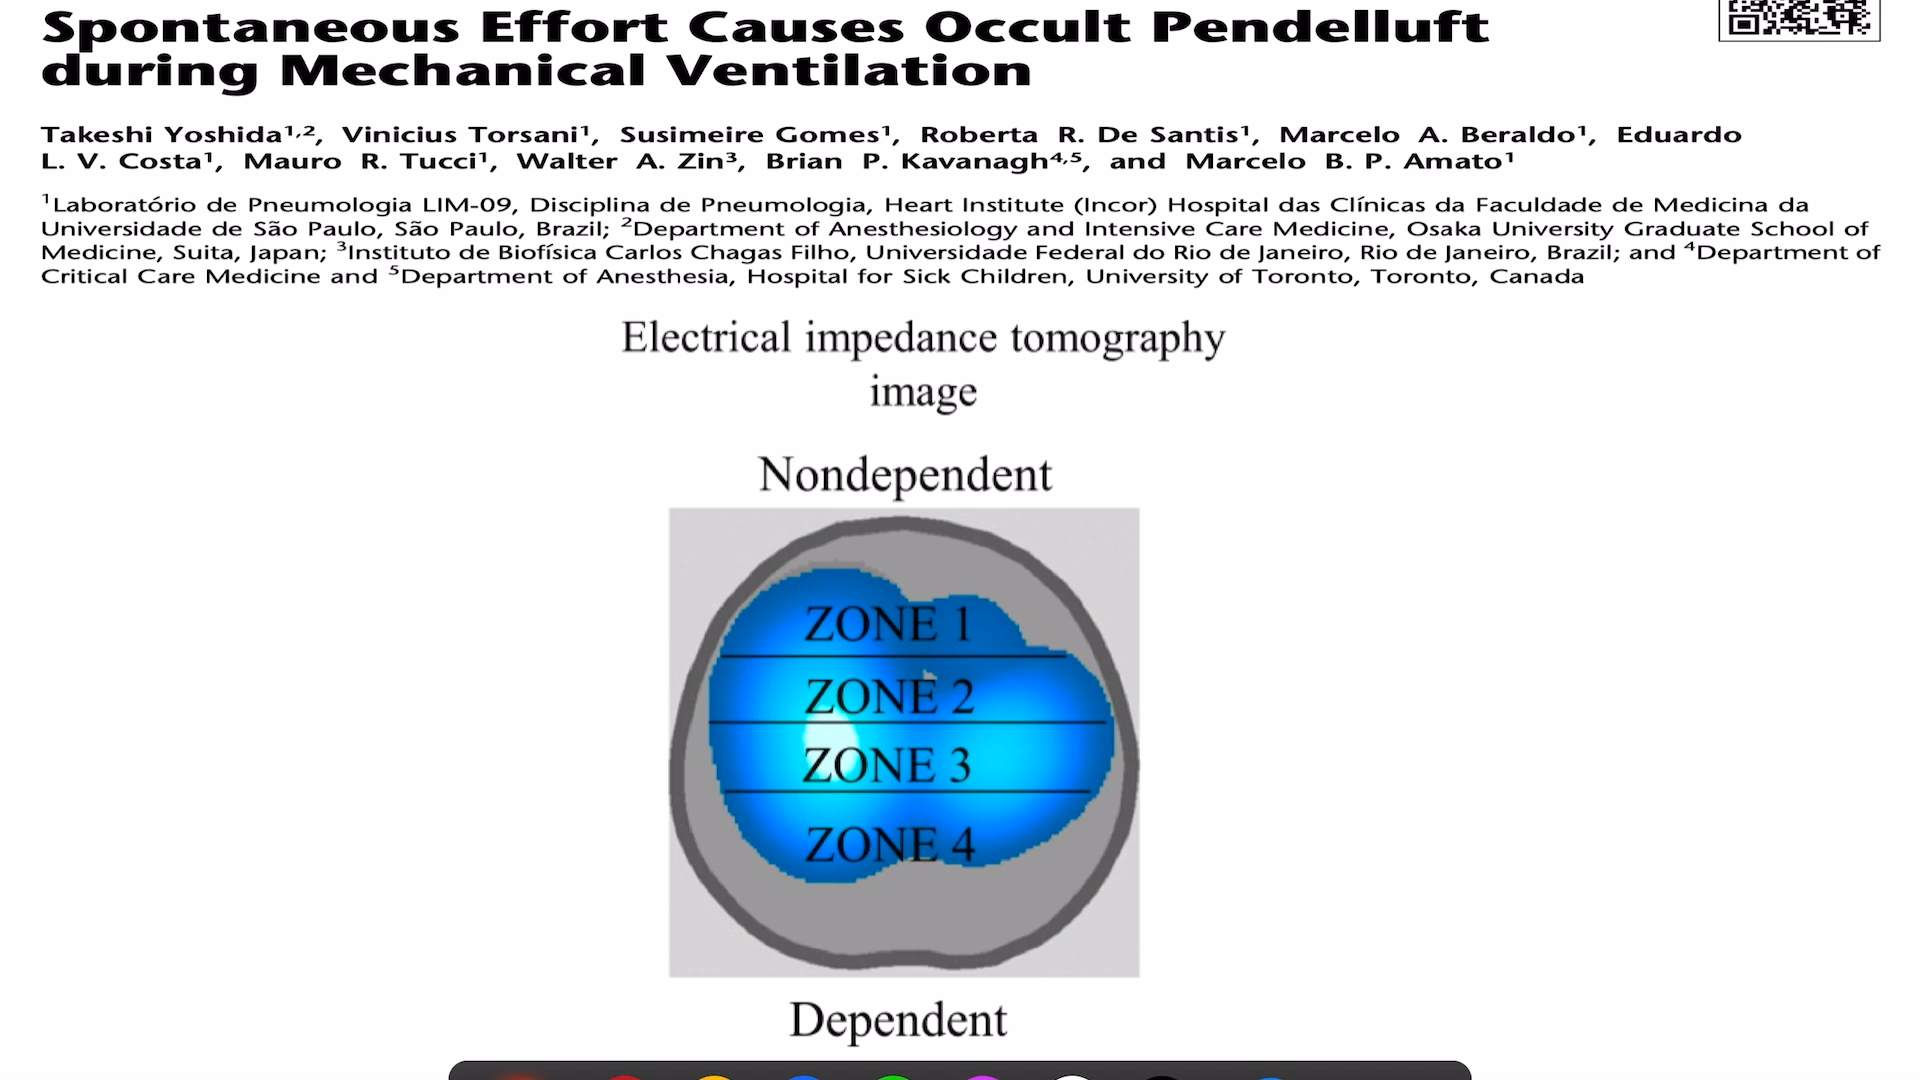 Spontaneous Effort Causes Occult Pendelluft
during Mechanical Ventilation
Takeshi Yoshida¹,², Vinicius Torsani¹, Susimeire Gomes¹, Roberta R. De Santis¹, Marcelo A. Beraldo¹, Eduardo
L. V. Costa¹, Mauro R. Tucci¹, Walter A. Zin³, Brian P. Kavanagh⁴,⁵, and Marcelo B. P. Amato¹
¹Laboratório de Pneumologia LIM-09, Disciplina de Pneumologia, Heart Institute (Incor) Hospital das Clínicas da Faculdade de Medicina da
Universidade de São Paulo, São Paulo, Brazil; ²Department of Anesthesiology and Intensive Care Medicine, Osaka University Graduate School of
Medicine, Suita, Japan; ³Instituto de Biofísica Carlos Chagas Filho, Universidade Federal do Rio de Janeiro, Rio de Janeiro, Brazil; and ⁴Department of
Critical Care Medicine and ⁵Department of Anesthesia, Hospital for Sick Children, University of Toronto, Toronto, Canada
Electrical impedance tomography
image
Nondependent
ZONE 1
ZONE 2
ZONE 3
ZONE 4
Dependent